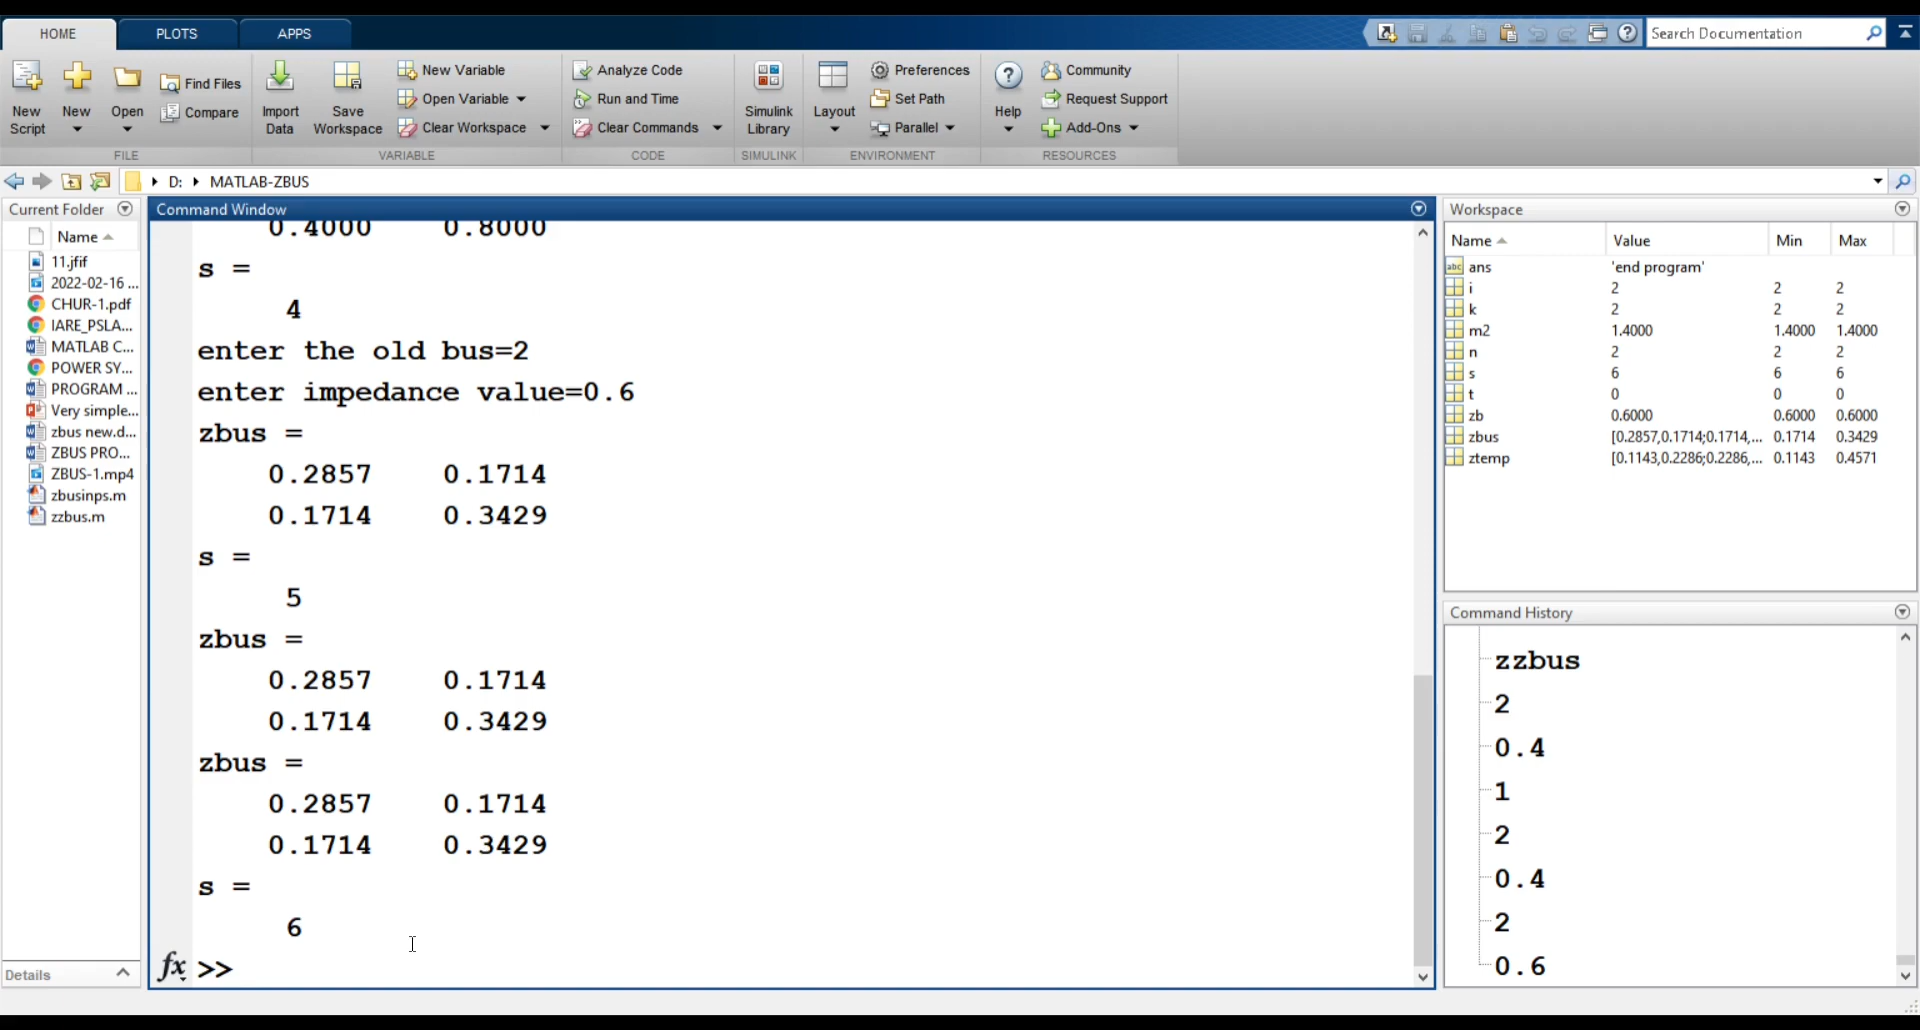 HOME PLOTS APPS
Search Documentation
New Script
New
Open
Find Files
Compare
FILE
Import Data
Save Workspace
New Variable
Open Variable
Clear Workspace
VARIABLE
Analyze Code
Run and Time
Clear Commands
CODE
Simulink Library
SIMULINK
Layout
Preferences
Set Path
Parallel
ENVIRONMENT
Help
Community
Request Support
Add-Ons
RESOURCES
D: MATLAB-ZBUS
Current Folder
Name
11.jfif
2022-02-16 ...
CHUR-1.pdf
IARE_PSLA...
MATLAB C...
POWER SY...
PROGRAM ...
Very simple...
zbus new.d...
ZBUS PRO...
ZBUS-1.mp4
zbusinps.m
zzbus.m
Details
Command Window
0.4000 0.8000
s =
4
enter the old bus=2
enter impedance value=0.6
zbus =
0.2857 0.1714
0.1714 0.3429
s =
5
zbus =
0.2857 0.1714
0.1714 0.3429
zbus =
0.2857 0.1714
0.1714 0.3429
s =
6
fx >>
Workspace
Name Value Min Max
abc ans 'end program'
i 2 2 2
k 2 2 2
m2 1.4000 1.4000 1.4000
n 2 2 2
s 6 6 6
t 0 0 0
zb 0.6000 0.6000 0.6000
zbus [0.2857,0.1714;0.1714,... 0.1714 0.3429
ztemp [0.1143,0.2286;0.2286,... 0.1143 0.4571
Command History
zzbus
2
0.4
1
2
0.4
2
0.6